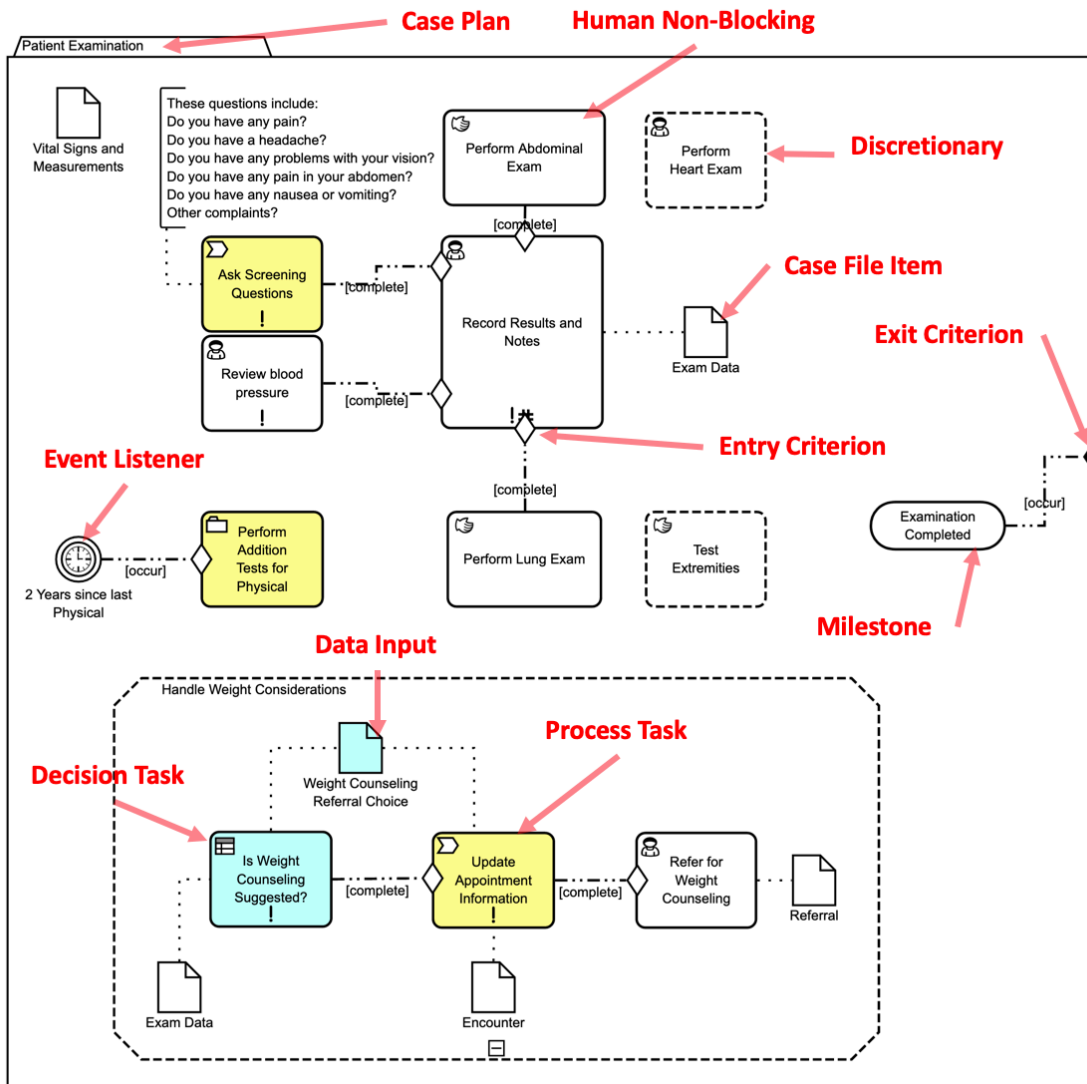 Case Plan
Human Non-Blocking
Patient Examination
Vital Signs and
Measurements
These questions include:
Do you have any pain?
Do you have a headache?
Do you have any problems with your vision?
Do you have any pain in your abdomen?
Do you have any nausea or vomiting?
Other complaints?
Perform Abdominal
Exam
Perform
Heart Exam
Discretionary
[complete]
Ask Screening
Questions
!
[complete]
Record Results and
Notes
!
Case File Item
Exam Data
Exit Criterion
Review blood
pressure
!
[complete]
Entry Criterion
[complete]
Event Listener
2 Years since last
Physical
[occur]
Perform
Addition
Tests for
Physical
Perform Lung Exam
Test
Extremities
Examination
Completed
[occur]
Milestone
Data Input
Handle Weight Considerations
Process Task
Decision Task
Weight Counseling
Referral Choice
Is Weight
Counseling
Suggested?
!
[complete]
Update
Appointment
Information
!
[complete]
Refer for
Weight
Counseling
Referral
Exam Data
Encounter